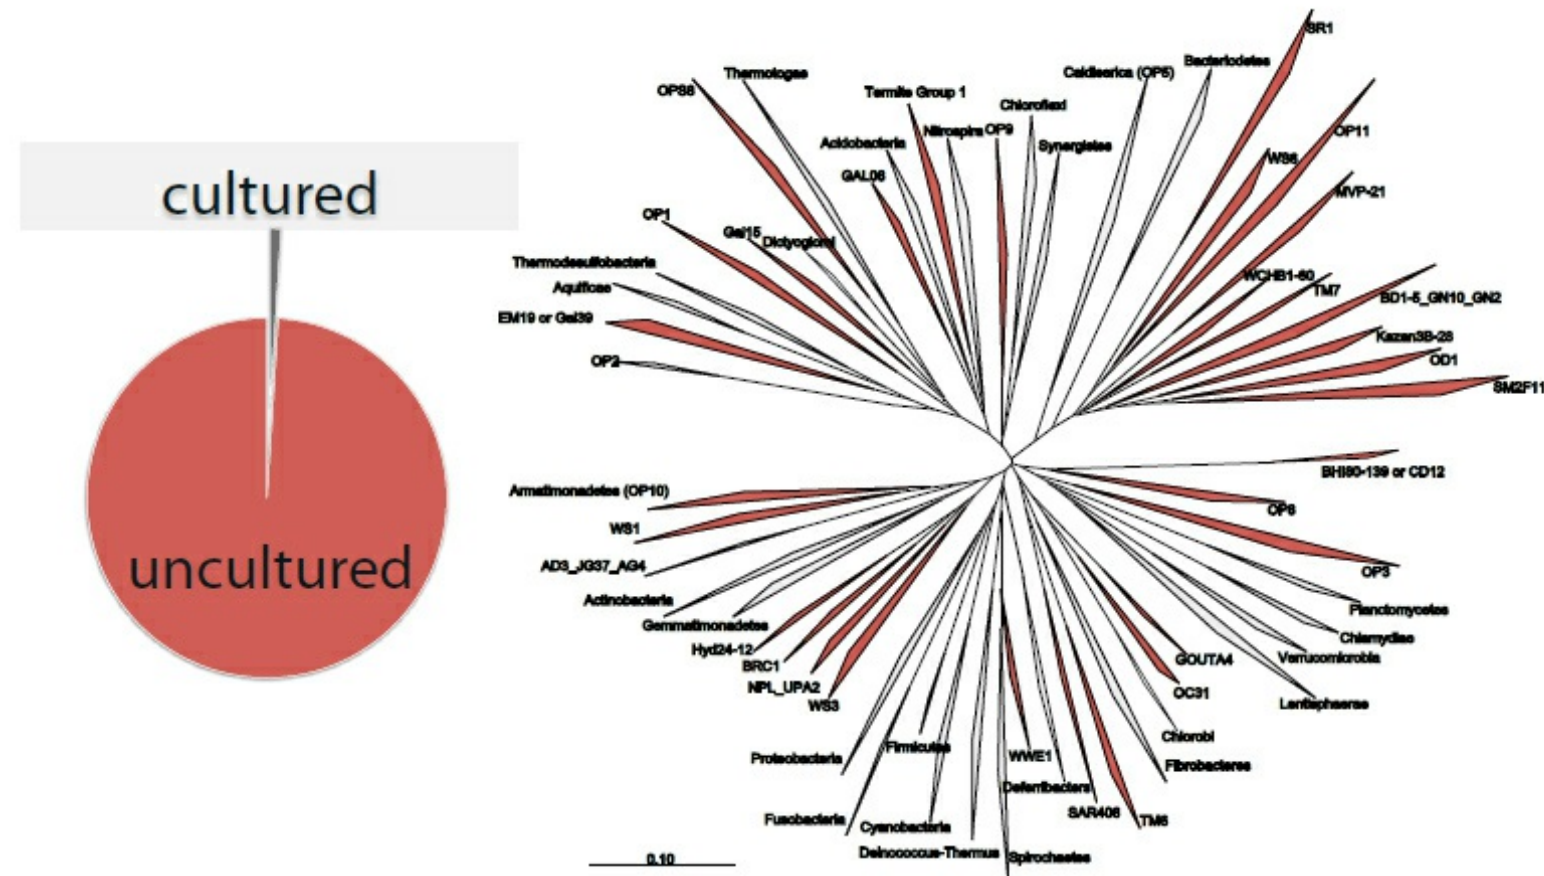 cultured
uncultured
SR1
Bacteriodetes
Caldiserica (OP5)
Thermotogae
OPS8
Termite Group 1
Chloroflexi
Nitrospira
OP9
OP11
Acidobacteria
Synergistes
WS6
GAL08
MVP-21
OP1
Gal15
Dictyoglomi
Thermodesulfobacteria
WCHB1-60
Aquificae
TM7
BD1-5_GN10_GN2
EM19 or Gal39
Kazan3B-28
OP2
OD1
SM2F11
BHI80-139 or CD12
Armatimonadetes (OP10)
OP8
WS1
AD3_JG37_AG4
OP3
Actinobacteria
Planctomycetes
Gemmatimonadetes
Chlamydiae
Hyd24-12
Verrucomicrobia
GOUTA4
BRC1
NPL_UPA2
OC31
WS3
Lentisphaerae
Chlorobi
Firmicutes
Proteobacteria
WWE1
Fibrobacteres
Deferribacters
SAR406
Fusobacteria
Cyanobacteria
TM6
Deinococcus-Thermus
Spirochaetes
0.10